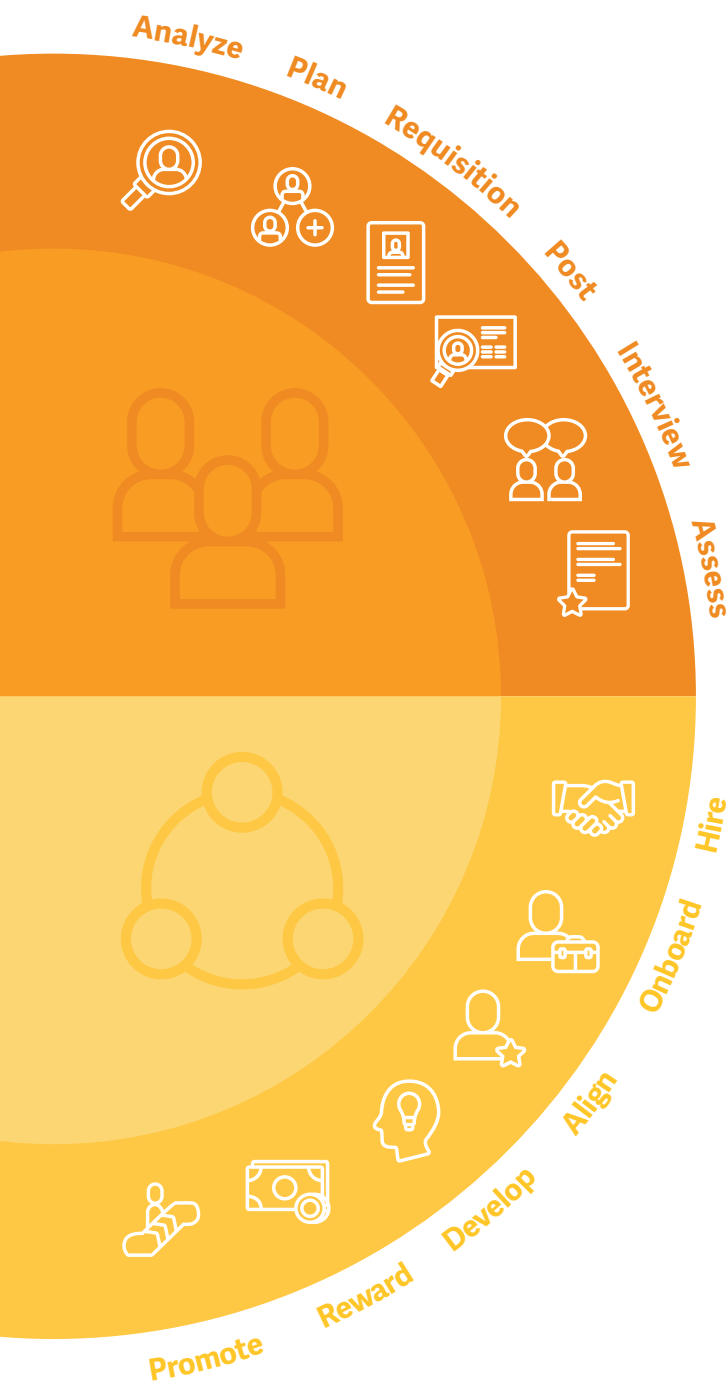 Analyze
Plan
Requisition
Post
Interview
Assess
Hire
Onboard
Align
Develop
Reward
Promote